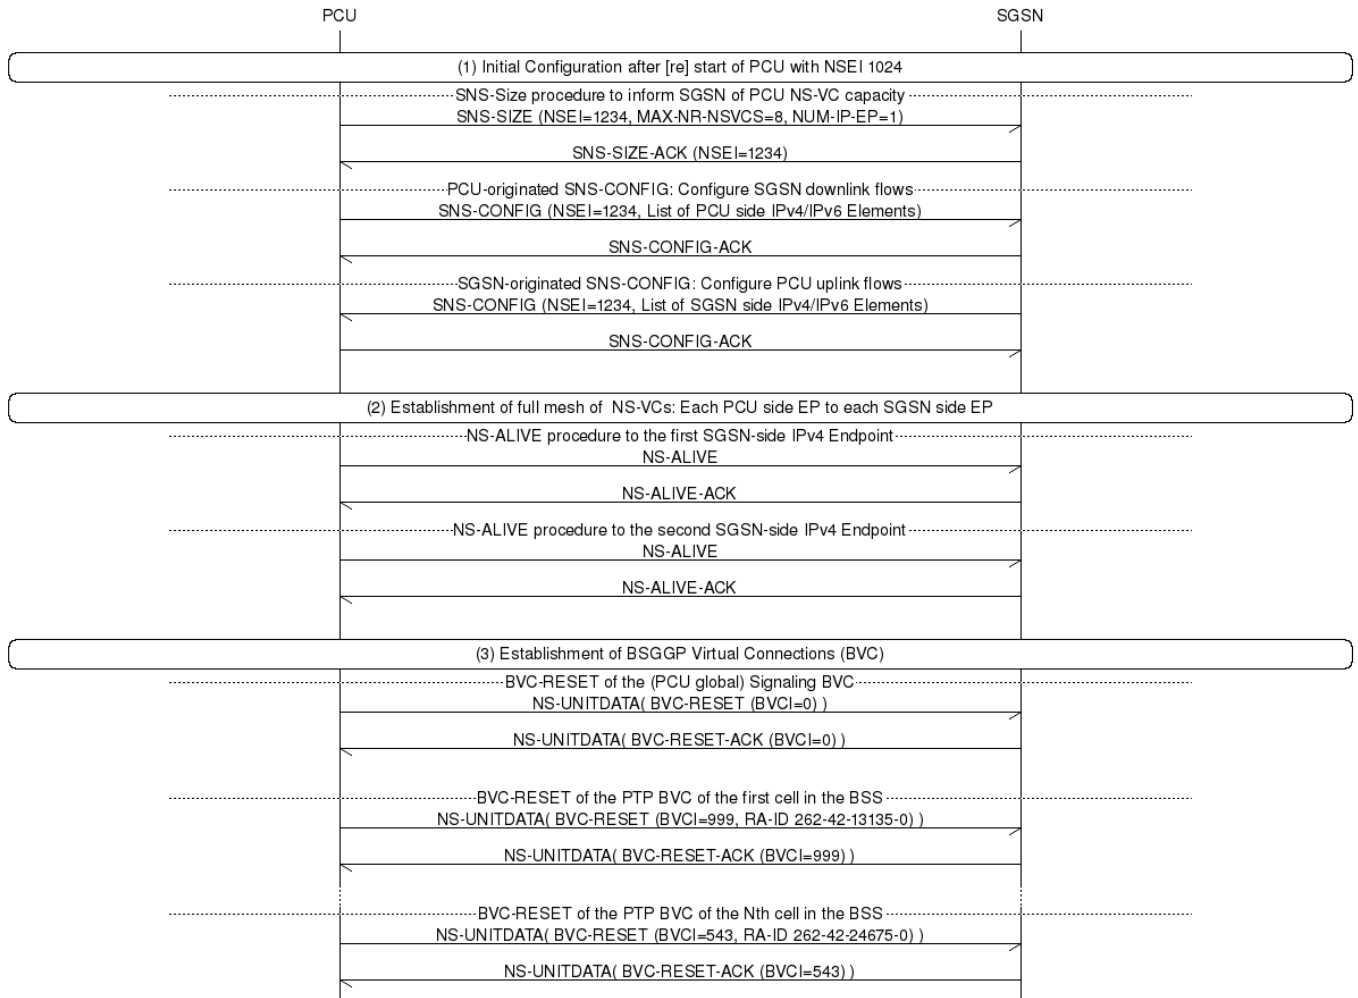 PCU SGSN
(1) Initial Configuration after [re] start of PCU with NSEI 1024
SNS-Size procedure to inform SGSN of PCU NS-VC capacity
SNS-SIZE (NSEI=1234, MAX-NR-NSVCS=8, NUM-IP-EP=1)
SNS-SIZE-ACK (NSEI=1234)
PCU-originated SNS-CONFIG: Configure SGSN downlink flows
SNS-CONFIG (NSEI=1234, List of PCU side IPv4/IPv6 Elements)
SNS-CONFIG-ACK
SGSN-originated SNS-CONFIG: Configure PCU uplink flows
SNS-CONFIG (NSEI=1234, List of SGSN side IPv4/IPv6 Elements)
SNS-CONFIG-ACK
(2) Establishment of full mesh of NS-VCs: Each PCU side EP to each SGSN side EP
NS-ALIVE procedure to the first SGSN-side IPv4 Endpoint
NS-ALIVE
NS-ALIVE-ACK
NS-ALIVE procedure to the second SGSN-side IPv4 Endpoint
NS-ALIVE
NS-ALIVE-ACK
(3) Establishment of BSGGP Virtual Connections (BVC)
BVC-RESET of the (PCU global) Signaling BVC
NS-UNITDATA( BVC-RESET (BVCI=0) )
NS-UNITDATA( BVC-RESET-ACK (BVCI=0) )
BVC-RESET of the PTP BVC of the first cell in the BSS
NS-UNITDATA( BVC-RESET (BVCI=999, RA-ID 262-42-13135-0) )
NS-UNITDATA( BVC-RESET-ACK (BVCI=999) )
BVC-RESET of the PTP BVC of the Nth cell in the BSS
NS-UNITDATA( BVC-RESET (BVCI=543, RA-ID 262-42-24675-0) )
NS-UNITDATA( BVC-RESET-ACK (BVCI=543) )